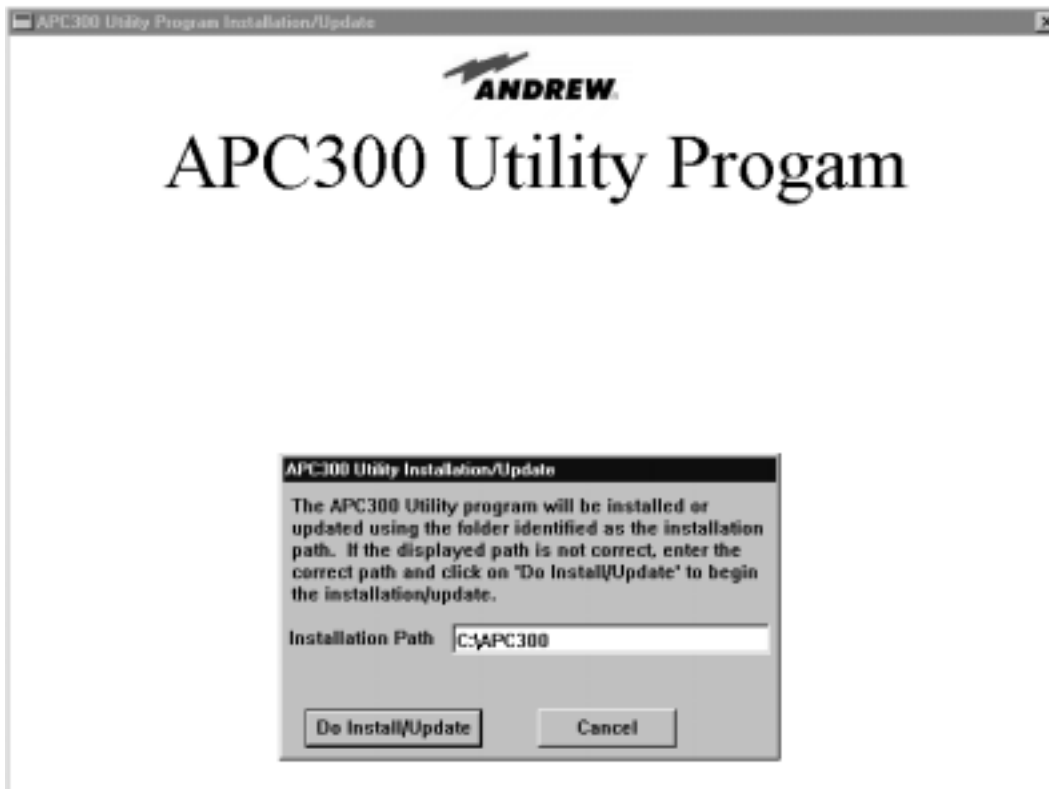 APC300 Utility Program Installation/Update
ANDREW.
APC300 Utility Progam
APC300 Utility Installation/Update
The APC300 Utility program will be installed or
updated using the folder identified as the installation
path. If the displayed path is not correct, enter the
correct path and click on "Do Install/Update" to begin
the installation/update.
Installation Path C:\APC300
Do Install/Update Cancel